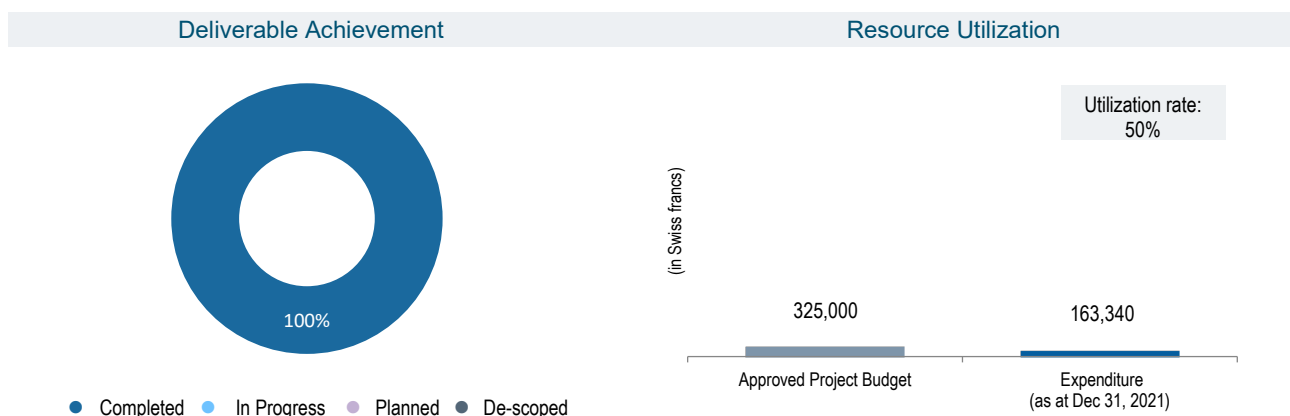 Deliverable Achievement
100%
Completed
In Progress
Planned
De-scoped
Resource Utilization
Utilization rate:
50%
(in Swiss francs)
325,000
163,340
Approved Project Budget
Expenditure
(as at Dec 31, 2021)